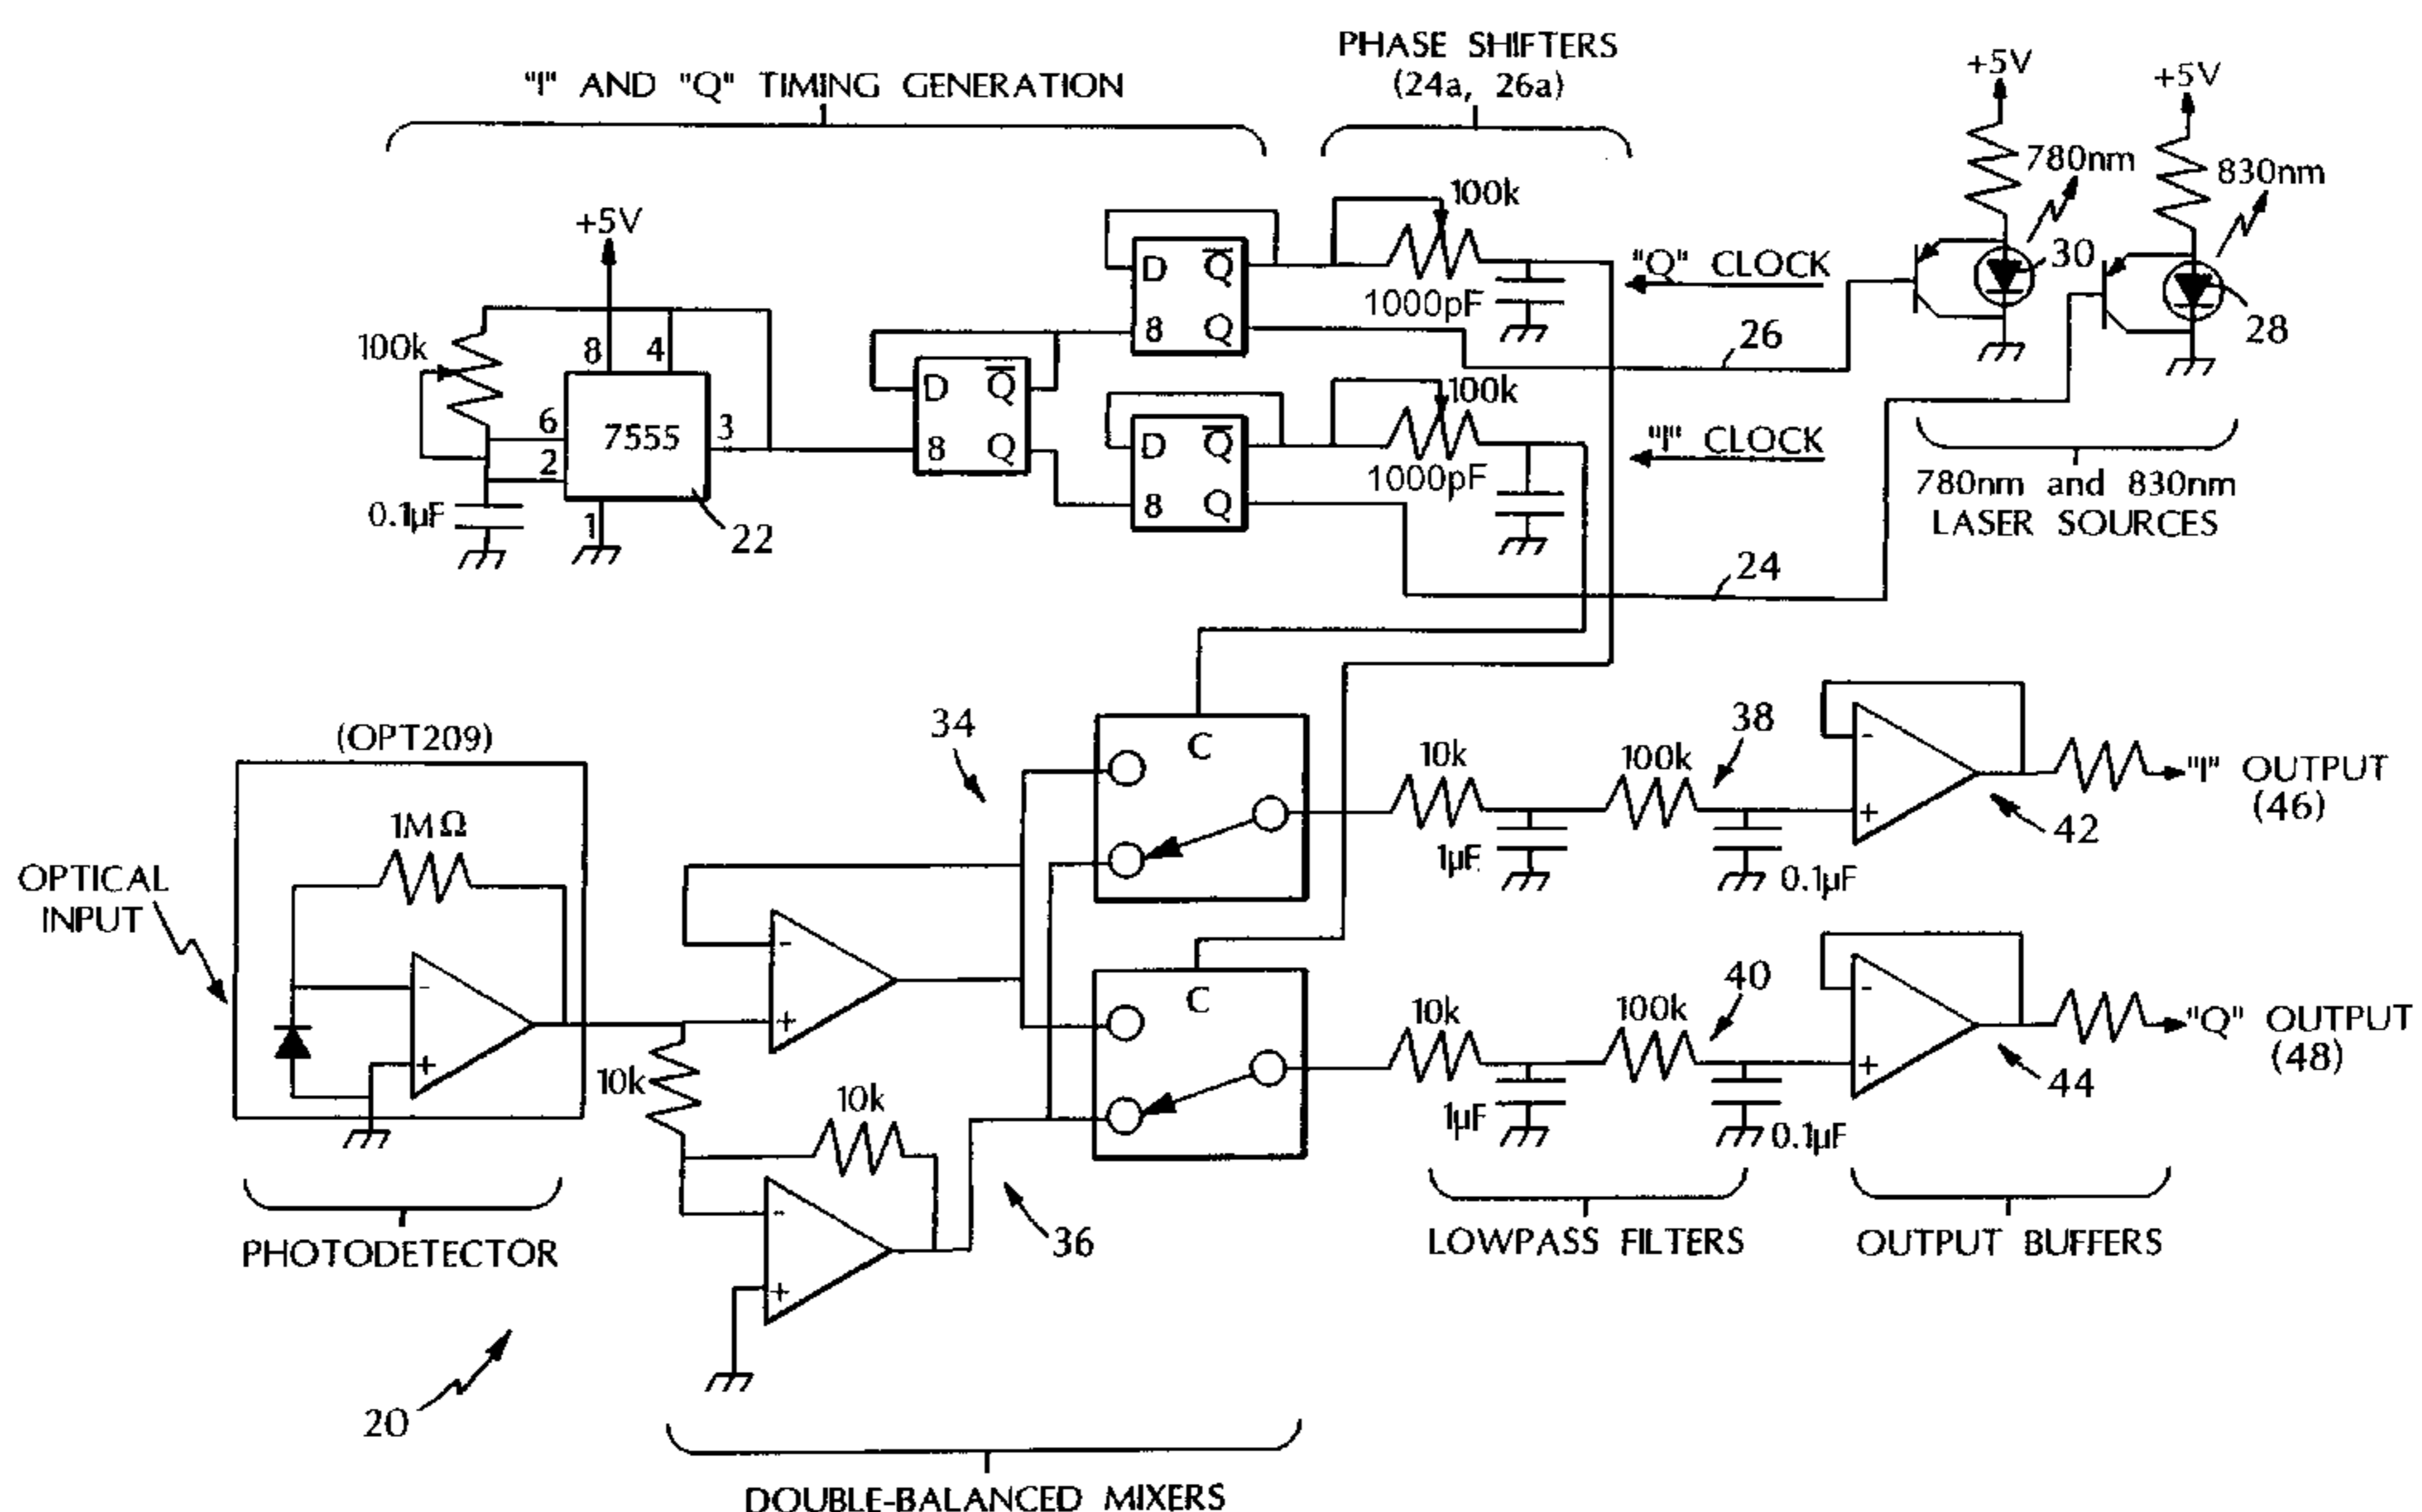 "I" AND "Q" TIMING GENERATION
PHASE SHIFTERS
(24a, 26a)
+5V
+5V
780nm
830nm
30
28
+5V
100k
8
4
6
2
7555
3
1
0.1µF
22
D
Q
8
Q
D
Q
8
Q
D
Q
8
Q
100k
1000pF
100k
1000pF
"Q" CLOCK
26
"I" CLOCK
24
780nm and 830nm
LASER SOURCES
(OPT209)
1MΩ
OPTICAL
INPUT
-
+
10k
-
+
10k
-
+
34
36
C
C
10k
1µF
100k
38
0.1µF
-
+
42
"I" OUTPUT
(46)
10k
1µF
100k
40
0.1µF
-
+
44
"Q" OUTPUT
(48)
PHOTODETECTOR
LOWPASS FILTERS
OUTPUT BUFFERS
20
DOUBLE-BALANCED MIXERS